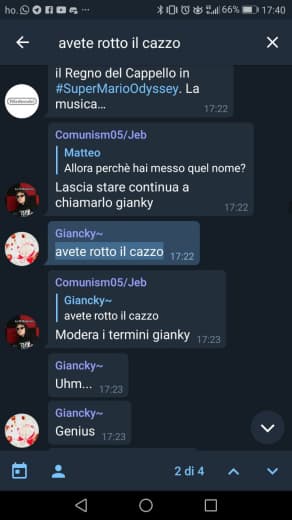 ho. 66% 17:40
avete rotto il cazzo
il Regno del Cappello in
#SuperMarioOdyssey. La
musica... 17:22
Nintendo
Comunism05/Jeb
Matteo
Allora perchè hai messo quel nome?
Lascia stare continua a
chiamarlo gianky 17:22
Giancky~
avete rotto il cazzo 17:22
Comunism05/Jeb
Giancky~
avete rotto il cazzo
Modera i termini gianky 17:23
Giancky~
Uhm... 17:23
Giancky~
Genius 17:23
2 di 4